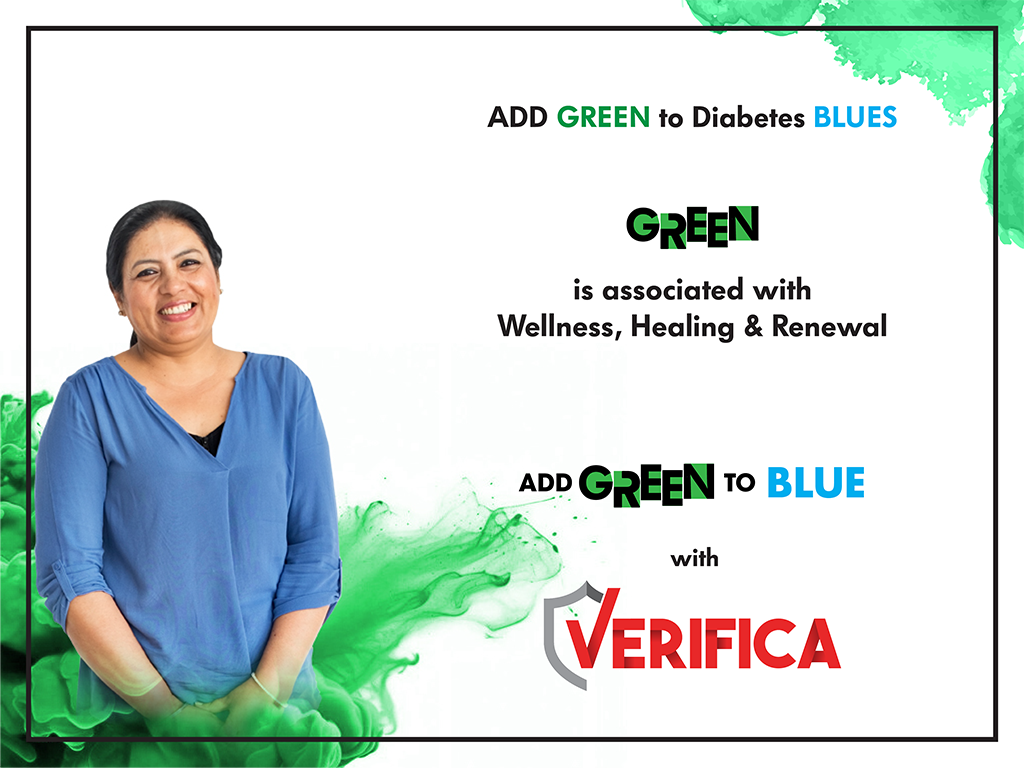 ADD GREEN to Diabetes BLUES
GREEN
is associated with
Wellness, Healing & Renewal
ADD GREEN TO BLUE
with
VERIFICA